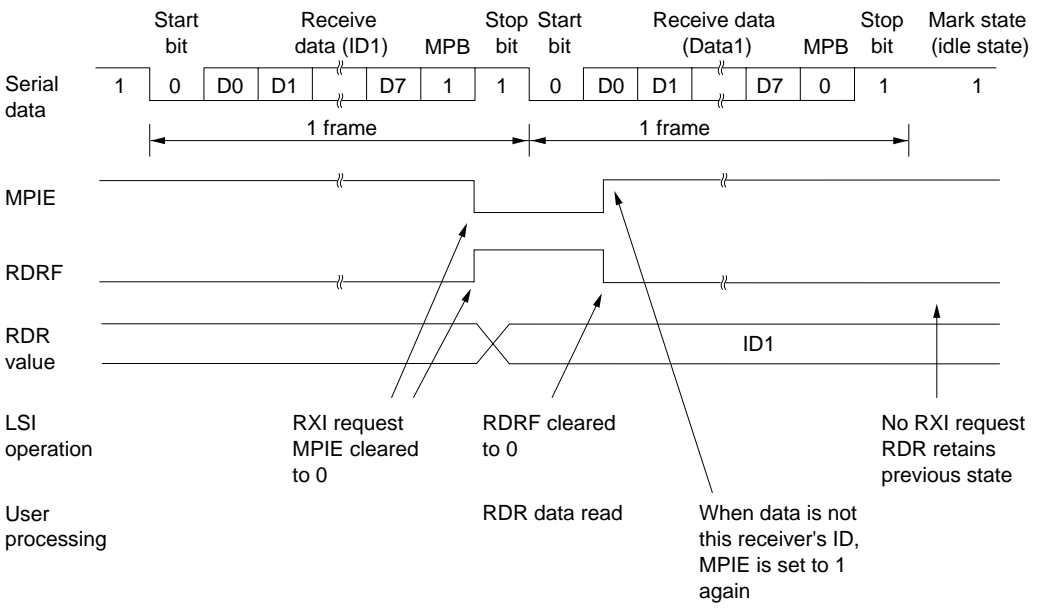 Start Receive Stop Start Receive data Stop Mark state
bit data (ID1) MPB bit bit (Data1) MPB bit (idle state)
Serial data 1 0 D0 D1 D7 1 1 0 D0 D1 D7 0 1 1
1 frame 1 frame
MPIE
RDRF
RDR
value ID1
LSI RXI request RDRF cleared No RXI request
operation MPIE cleared to 0 RDR retains
to 0 previous state
User RDR data read When data is not
processing this receiver's ID,
MPIE is set to 1
again